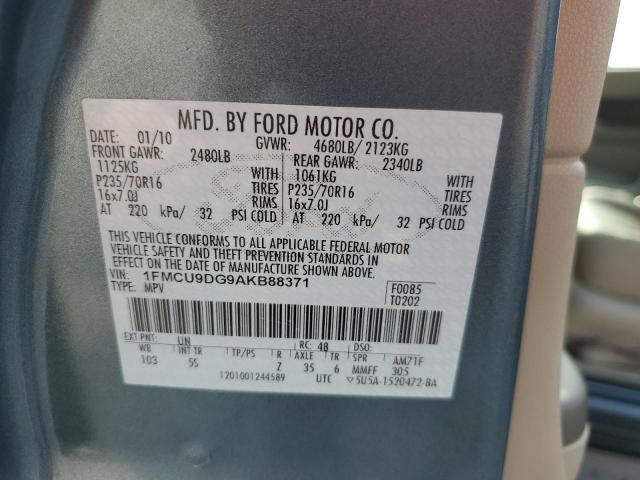 MFD. BY FORD MOTOR CO.
DATE: 01/10 GVWR: 4680LB/ 2123KG
FRONT GAWR: 2480LB REAR GAWR: 2340LB
1125KG WITH 1061KG WITH
P235/70R16 TIRES P235/70R16 TIRES
16x7.0J RIMS 16x7.0J RIMS
AT 220 kPa/ 32 PSI COLD AT 220 kPa/ 32 PSI COLD
THIS VEHICLE CONFORMS TO ALL APPLICABLE FEDERAL MOTOR
VEHICLE SAFETY AND THEFT PREVENTION STANDARDS IN EFFECT
ON THE DATE OF MANUFACTURE SHOWN ABOVE.
VIN: 1FMCU9DG9AKB88371 F0085
TYPE: MPV T0202
EXT PNT: UN RC: 48 DSO:
WB INT TR TP/PS R AXLE TR SPR AM71F
103 5S Z 35 6 MMFF 305
1201001244589 UTC ▽5U5A-1520472-BA